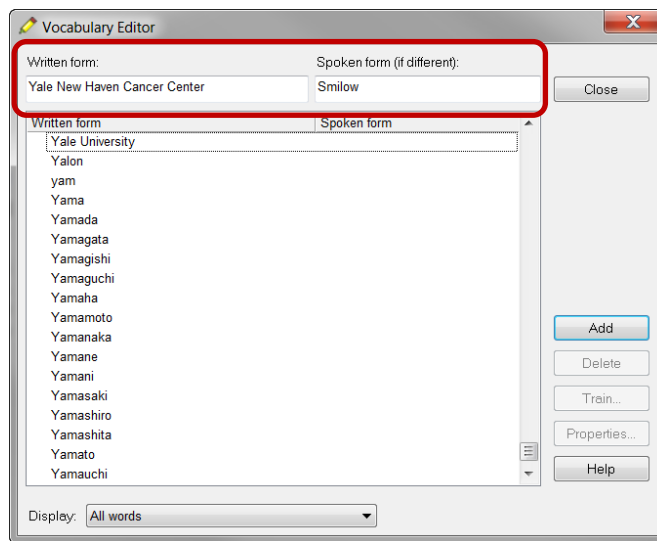 Vocabulary Editor
Written form: Spoken form (if different):
Yale New Haven Cancer Center Smilow
Close
Written form Spoken form
Yale University
Yalon
yam
Yama
Yamada
Yamagata
Yamagishi
Yamaguchi
Yamaha
Yamamoto
Yamanaka
Yamane
Yamani
Yamasaki
Yamashiro
Yamashita
Yamato
Yamauchi
Add
Delete
Train...
Properties...
Help
Display: All words